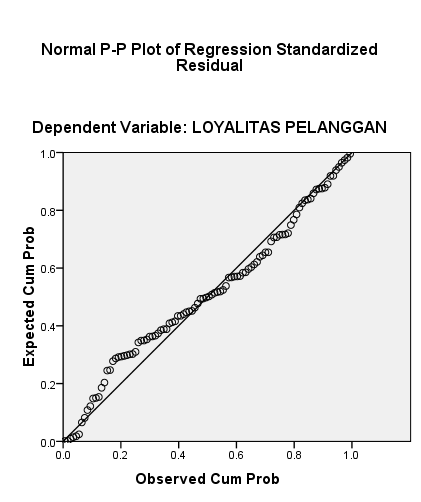 Normal P-P Plot of Regression Standardized
Residual
Dependent Variable: LOYALITAS PELANGGAN
Expected Cum Prob
1.0
0.8
0.6
0.4
0.2
0.0
0.0 0.2 0.4 0.6 0.8 1.0
Observed Cum Prob